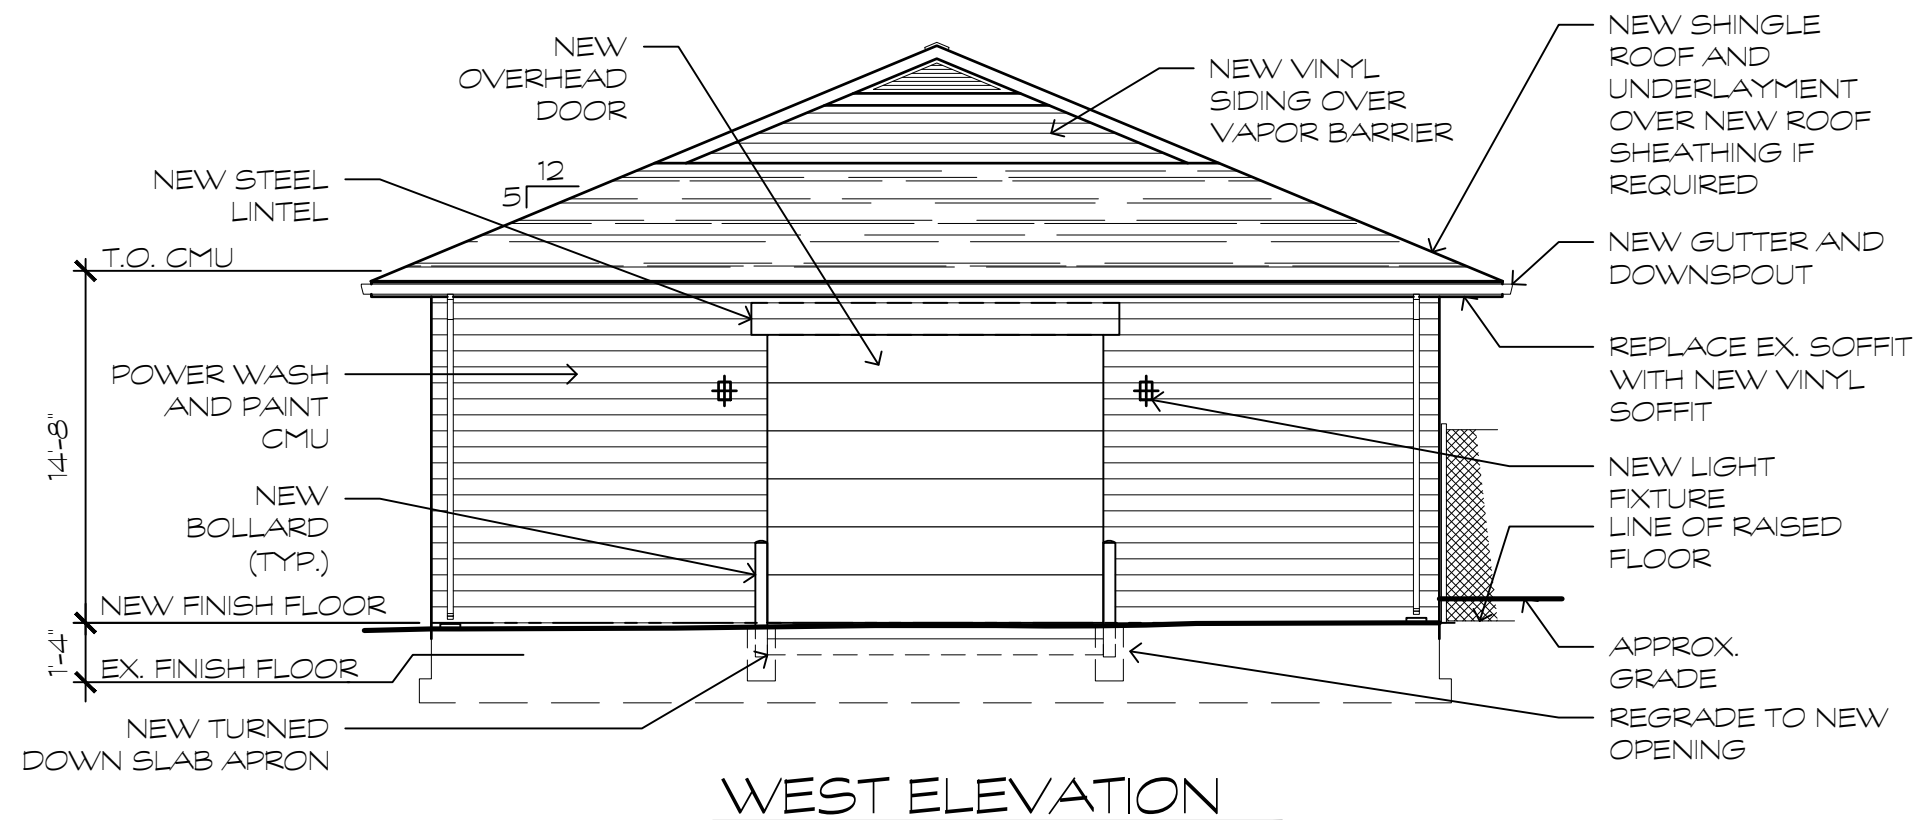 NEW
OVERHEAD
DOOR
NEW VINYL
SIDING OVER
VAPOR BARRIER
NEW SHINGLE
ROOF AND
UNDERLAYMENT
OVER NEW ROOF
SHEATHING IF
REQUIRED
12
5
NEW STEEL
LINTEL
T.O. CMU
NEW GUTTER AND
DOWNSPOUT
REPLACE EX. SOFFIT
WITH NEW VINYL
SOFFIT
POWER WASH
AND PAINT
CMU
14'-8"
NEW LIGHT
FIXTURE
NEW
BOLLARD
(TYP.)
LINE OF RAISED
FLOOR
NEW FINISH FLOOR
1'-4"
EX. FINISH FLOOR
APPROX.
GRADE
NEW TURNED
DOWN SLAB APRON
REGRADE TO NEW
OPENING
WEST ELEVATION